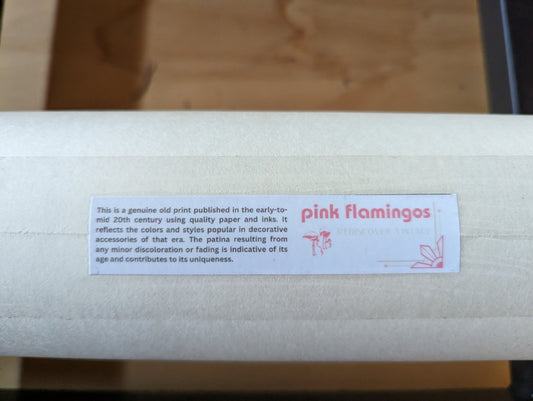 This is a genuine old print published in the early-to-
mid 20th century using quality paper and inks. It
reflects the colors and styles popular in decorative
accessories of that era. The patina resulting from
any minor discoloration or fading is indicative of its
age and contributes to its uniqueness.
pink flamingos
REDISCOVER VINTAGE